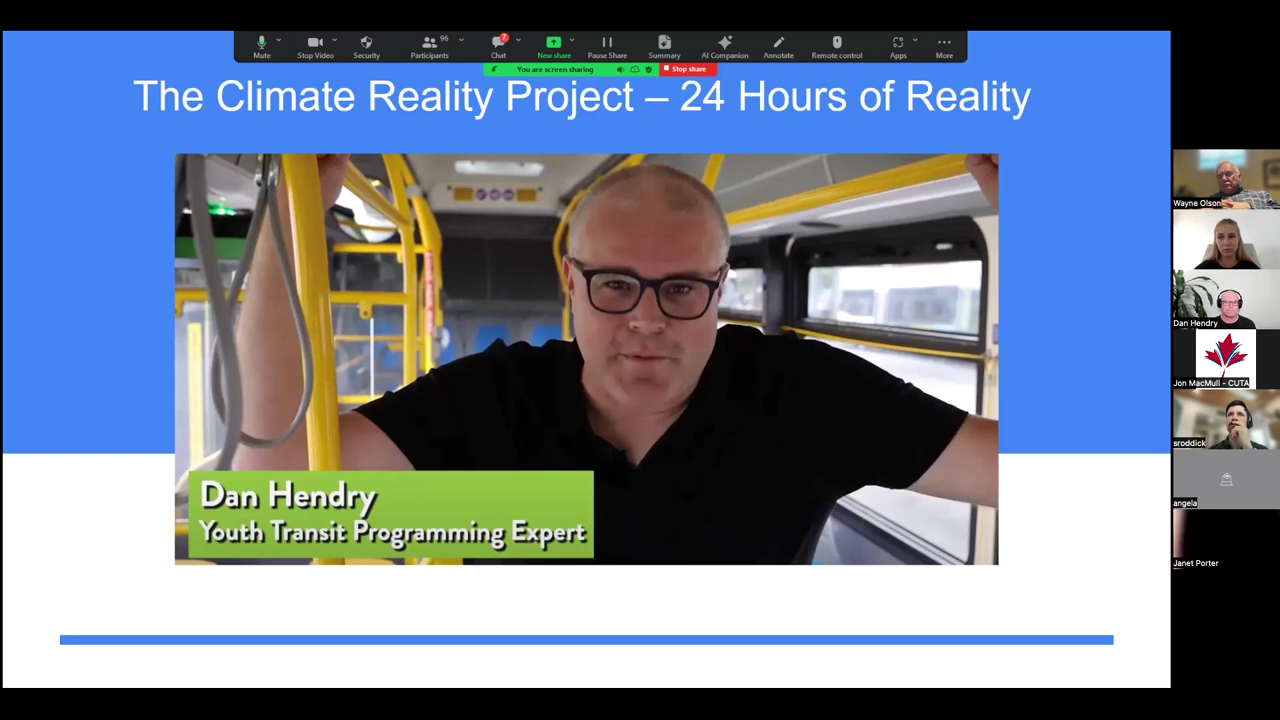 96
7
Mute
Stop Video
Security
Participants
Chat
New share
Pause Share
Summary
AI Companion
Annotate
Remote control
Apps
More
You are screen sharing
Stop share
The Climate Reality Project – 24 Hours of Reality
Dan Hendry
Youth Transit Programming Expert
Wayne Olson
Dan Hendry
Jon MacMull - CUTA
sroddick
angela
Janet Porter